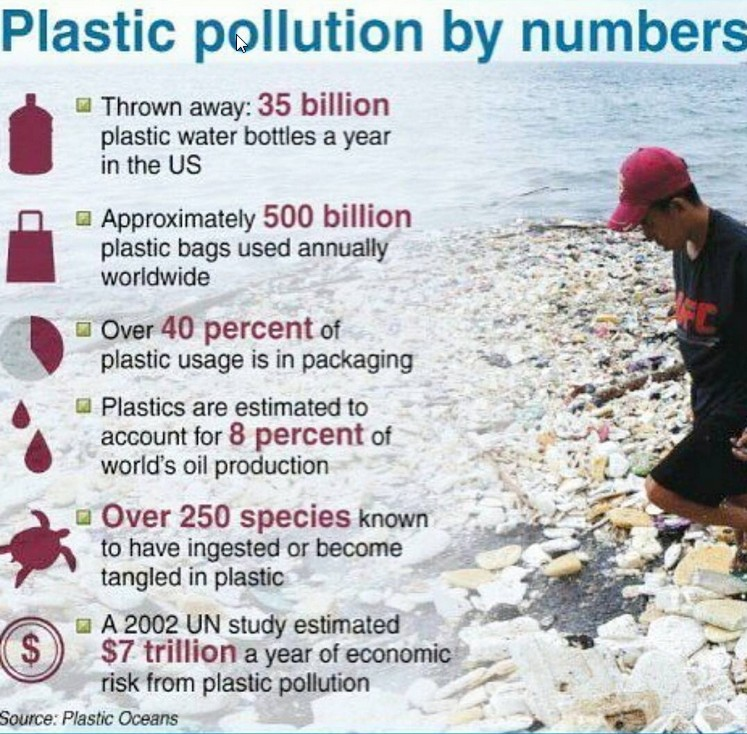 Plastic pollution by numbers
Thrown away: 35 billion
plastic water bottles a year
in the US
Approximately 500 billion
plastic bags used annually
worldwide
Over 40 percent of
plastic usage is in packaging
Plastics are estimated to
account for 8 percent of
world's oil production
Over 250 species known
to have ingested or become
tangled in plastic
$
A 2002 UN study estimated
$7 trillion a year of economic
risk from plastic pollution
Source: Plastic Oceans